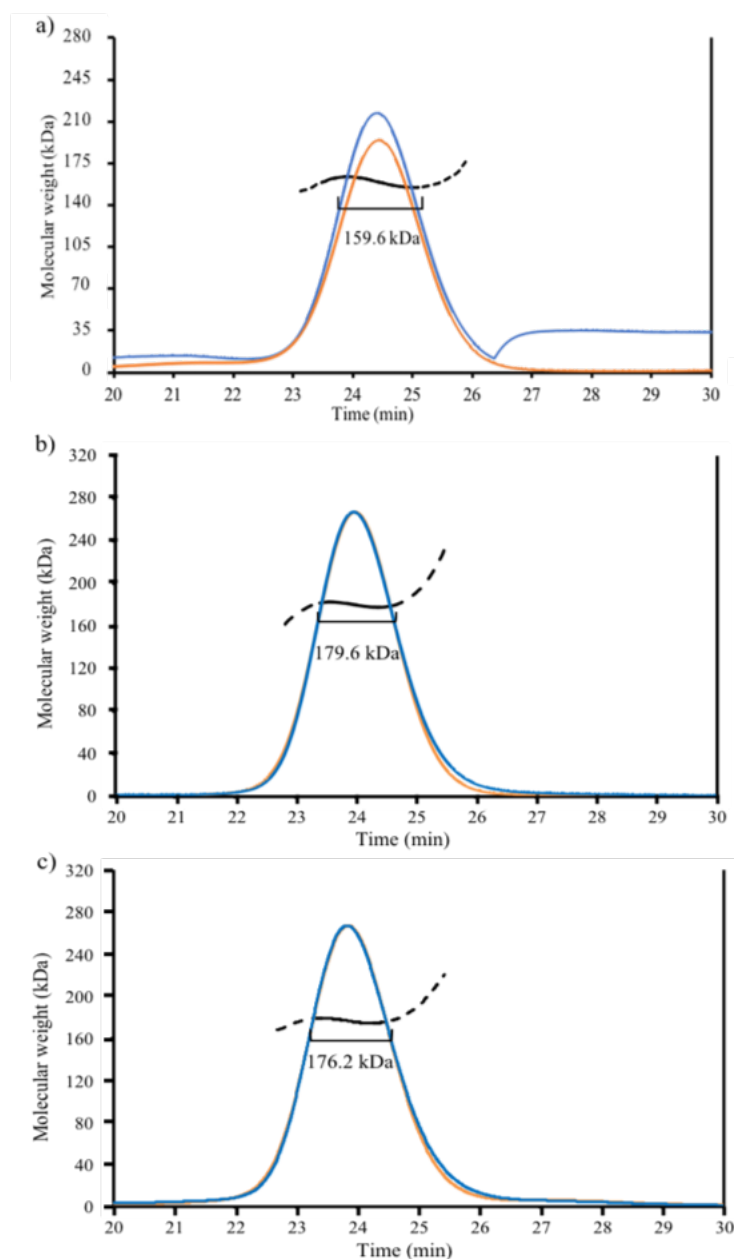 a)
280
245
210
175
140
105
70
35
0
Molecular weight (kDa)
159.6 kDa
20 21 22 23 24 25 26 27 28 29 30
Time (min)
b)
320
280
240
200
160
120
80
40
0
Molecular weight (kDa)
179.6 kDa
20 21 22 23 24 25 26 27 28 29 30
Time (min)
c)
320
280
240
200
160
120
80
40
0
Molecular weight (kDa)
176.2 kDa
20 21 22 23 24 25 26 27 28 29 30
Time (min)